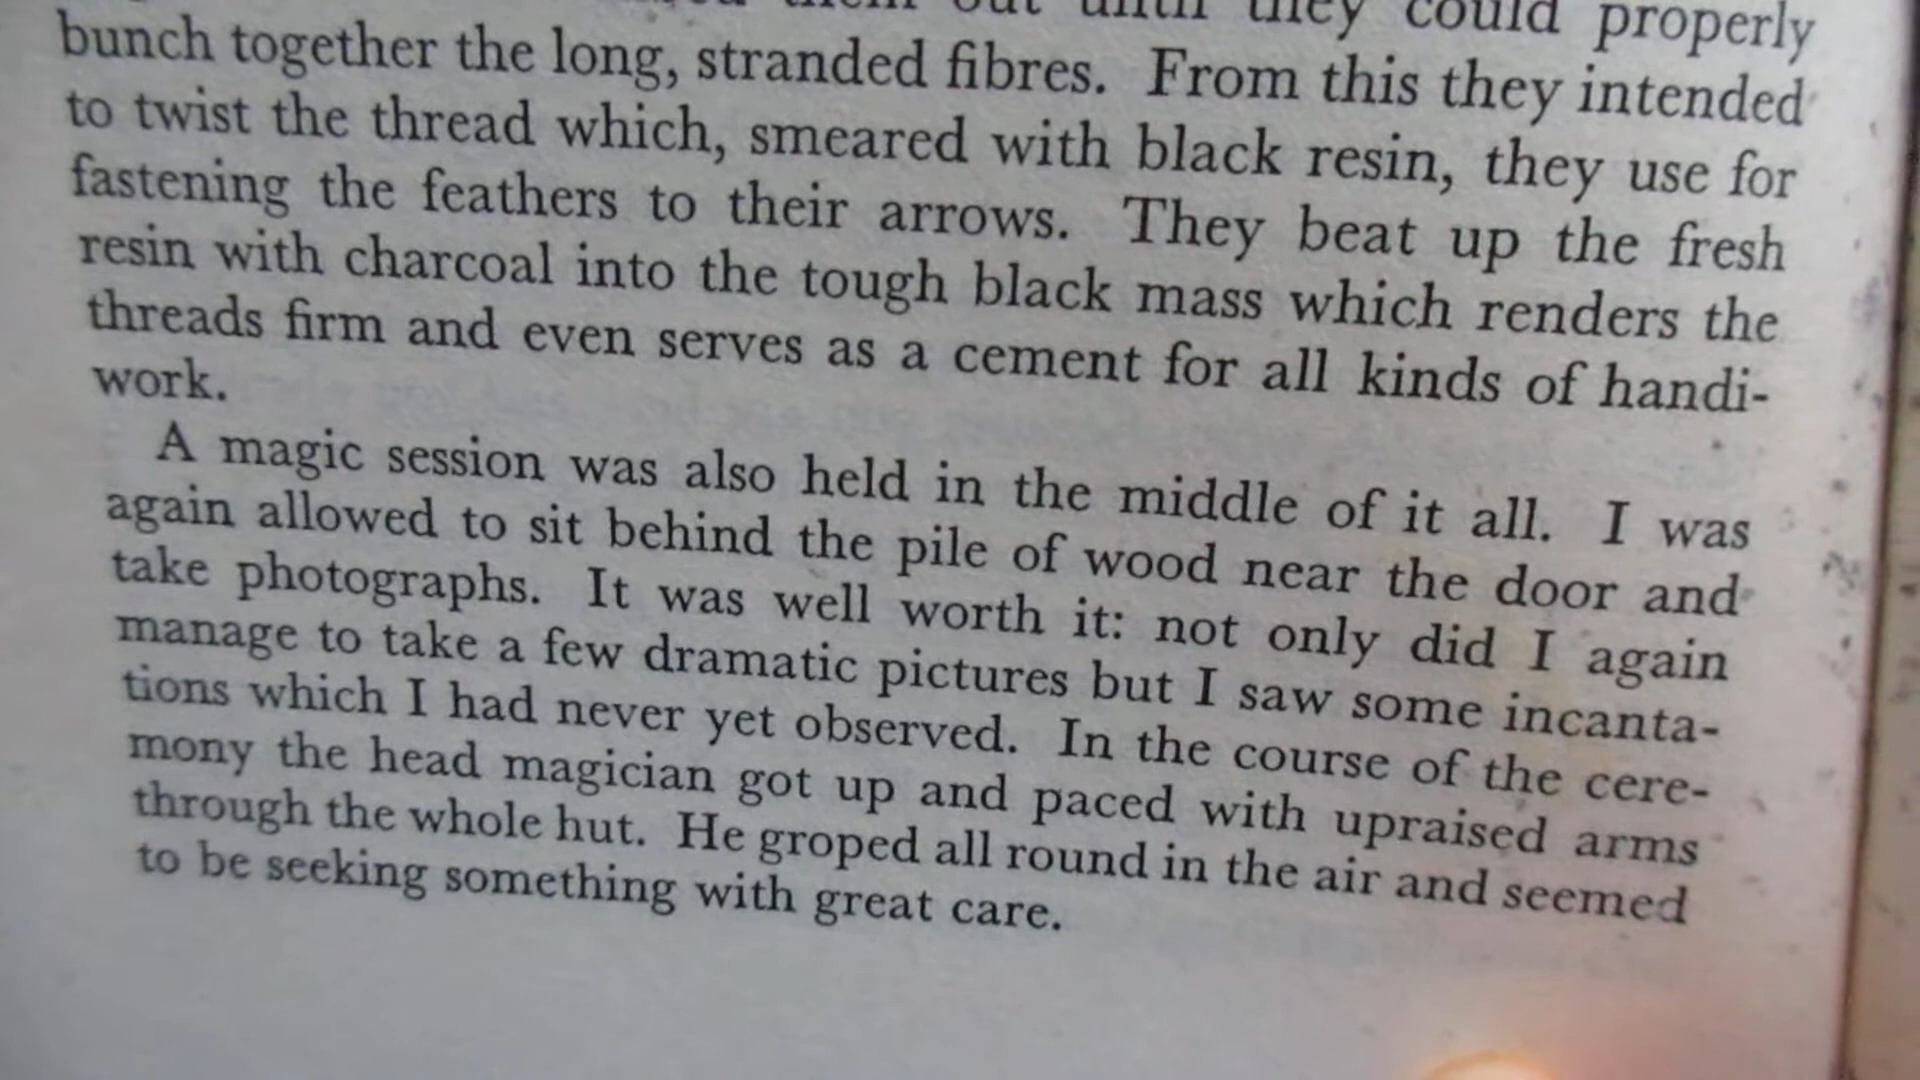 them out until they could properly
bunch together the long, stranded fibres. From this they intended
to twist the thread which, smeared with black resin, they use for
fastening the feathers to their arrows. They beat up the fresh
resin with charcoal into the tough black mass which renders the
threads firm and even serves as a cement for all kinds of handi-
work.
A magic session was also held in the middle of it all. I was
again allowed to sit behind the pile of wood near the door and
take photographs. It was well worth it: not only did I again
manage to take a few dramatic pictures but I saw some incanta-
tions which I had never yet observed. In the course of the cere-
mony the head magician got up and paced with upraised arms
through the whole hut. He groped all round in the air and seemed
to be seeking something with great care.